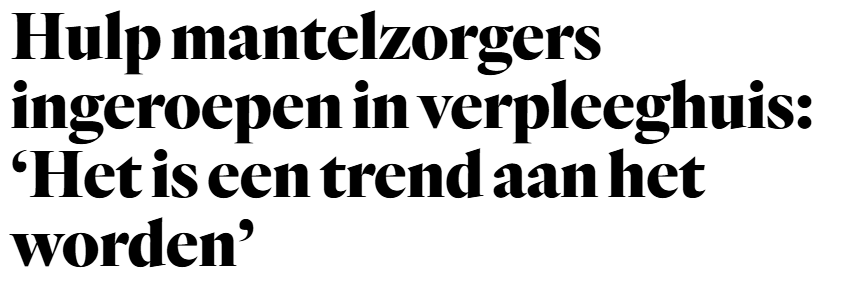 Hulp mantelzorgers
ingeroepen in verpleeghuis:
‘Het is een trend aan het
worden’